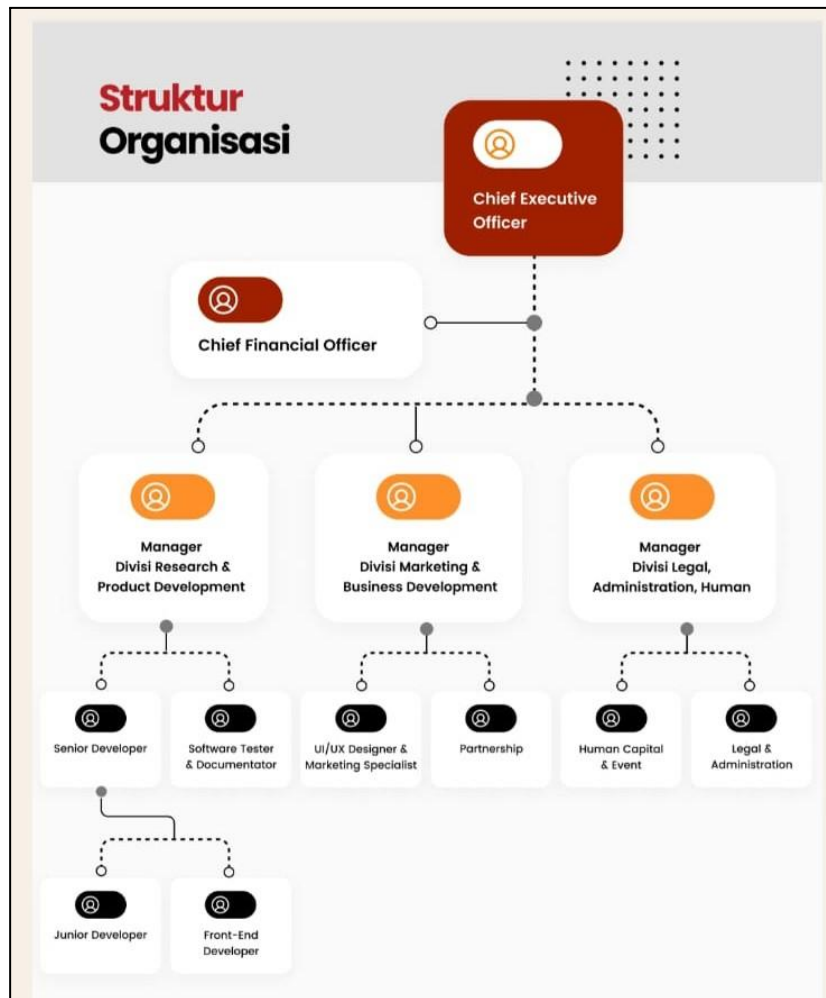 Struktur
Organisasi
Chief Executive
Officer
Chief Financial Officer
Manager
Divisi Research &
Product Development
Manager
Divisi Marketing &
Business Development
Manager
Divisi Legal,
Administration, Human
Senior Developer
Software Tester
& Documentator
UI/UX Designer &
Marketing Specialist
Partnership
Human Capital
& Event
Legal &
Administration
Junior Developer
Front-End
Developer